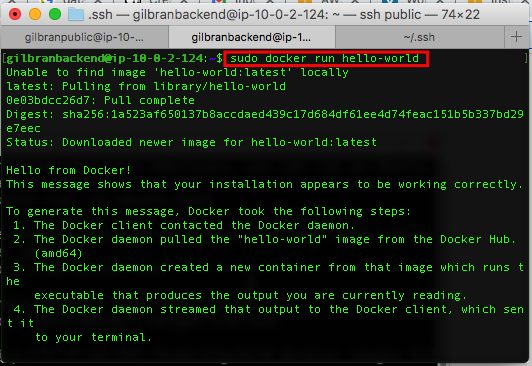 .ssh — gilbranbackend@ip-10-0-2-124: ~ — ssh public — 74×22
gilbranpublic@ip-10-...
gilbranbackend@ip-1...
~/.ssh
+
[gilbranbackend@ip-10-0-2-124:~$ sudo docker run hello-world ]
Unable to find image 'hello-world:latest' locally
latest: Pulling from library/hello-world
0e03bdcc26d7: Pull complete
Digest: sha256:1a523af650137b8accdaed439c17d684df61ee4d74feac151b5b337bd29
e7eec
Status: Downloaded newer image for hello-world:latest
Hello from Docker!
This message shows that your installation appears to be working correctly.
To generate this message, Docker took the following steps:
1. The Docker client contacted the Docker daemon.
2. The Docker daemon pulled the "hello-world" image from the Docker Hub.
(amd64)
3. The Docker daemon created a new container from that image which runs t
he
executable that produces the output you are currently reading.
4. The Docker daemon streamed that output to the Docker client, which sen
t it
to your terminal.